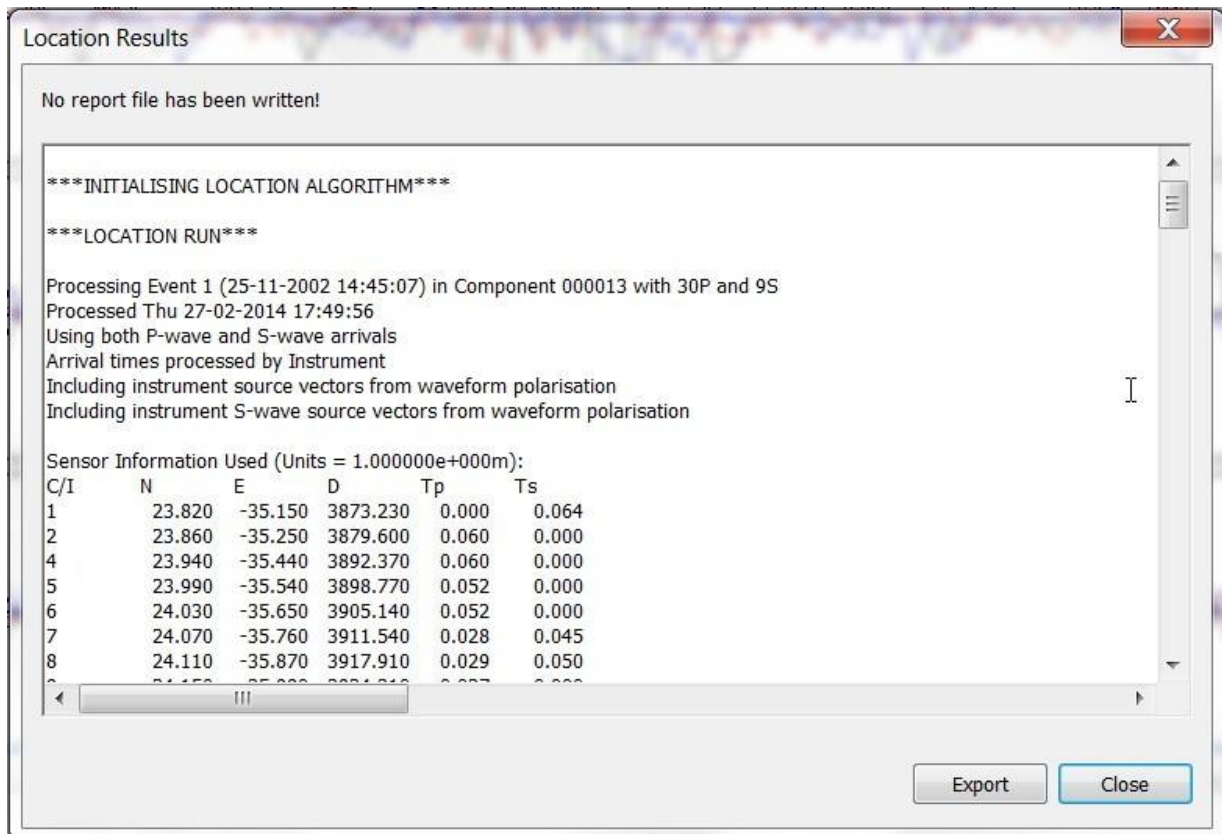 Location Results
X
No report file has been written!
***INITIALISING LOCATION ALGORITHM***
***LOCATION RUN***
Processing Event 1 (25-11-2002 14:45:07) in Component 000013 with 30P and 9S
Processed Thu 27-02-2014 17:49:56
Using both P-wave and S-wave arrivals
Arrival times processed by Instrument
Including instrument source vectors from waveform polarisation
Including instrument S-wave source vectors from waveform polarisation
Sensor Information Used (Units = 1.000000e+000m):
C/I N E D Tp Ts
1 23.820 -35.150 3873.230 0.000 0.064
2 23.860 -35.250 3879.600 0.060 0.000
4 23.940 -35.440 3892.370 0.060 0.000
5 23.990 -35.540 3898.770 0.052 0.000
6 24.030 -35.650 3905.140 0.052 0.000
7 24.070 -35.760 3911.540 0.028 0.045
8 24.110 -35.870 3917.910 0.029 0.050
Export Close